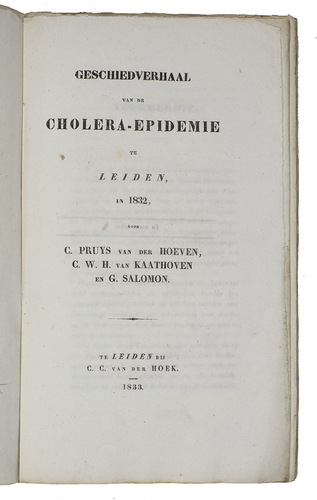 GESCHIEDVERHAAL
VAN DE
CHOLERA-EPIDEMIE
TE
LEIDEN,
IN 1832,
DOOR
C. PRUYS VAN DER HOEVEN,
C. W. H. VAN KAATHOVEN
EN G. SALOMON.
TE LEIDEN BIJ
C. C. VAN DER HOEK.
1833.